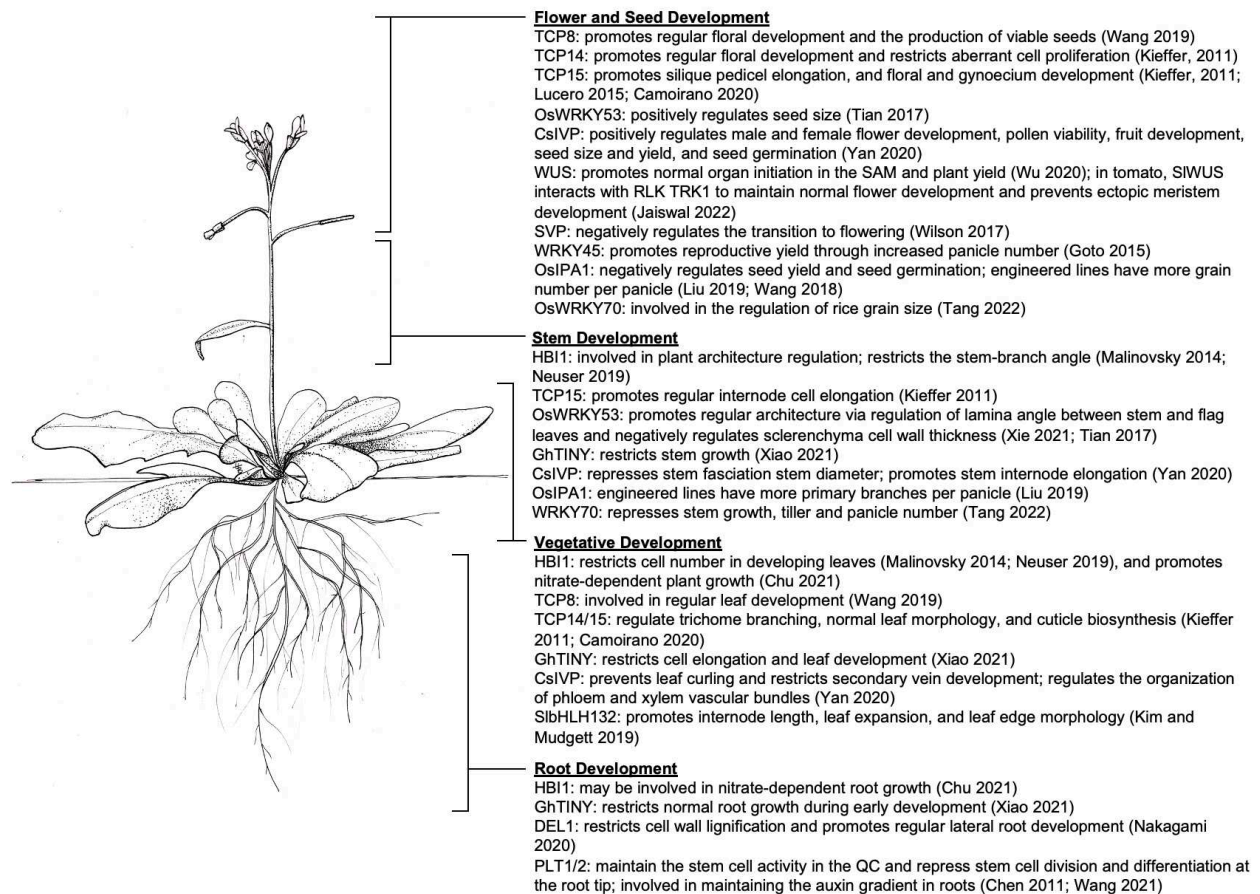 Flower and Seed Development
TCP8: promotes regular floral development and the production of viable seeds (Wang 2019)
TCP14: promotes regular floral development and restricts aberrant cell proliferation (Kieffer, 2011)
TCP15: promotes silique pedicel elongation, and floral and gynoecium development (Kieffer, 2011;
Lucero 2015; Camoirano 2020)
OsWRKY53: positively regulates seed size (Tian 2017)
CsIVP: positively regulates male and female flower development, pollen viability, fruit development,
seed size and yield, and seed germination (Yan 2020)
WUS: promotes normal organ initiation in the SAM and plant yield (Wu 2020); in tomato, SlWUS
interacts with RLK TRK1 to maintain normal flower development and prevents ectopic meristem
development (Jaiswal 2022)
SVP: negatively regulates the transition to flowering (Wilson 2017)
WRKY45: promotes reproductive yield through increased panicle number (Goto 2015)
OsIPA1: negatively regulates seed yield and seed germination; engineered lines have more grain
number per panicle (Liu 2019; Wang 2018)
OsWRKY70: involved in the regulation of rice grain size (Tang 2022)
Stem Development
HBI1: involved in plant architecture regulation; restricts the stem-branch angle (Malinovsky 2014;
Neuser 2019)
TCP15: promotes regular internode cell elongation (Kieffer 2011)
OsWRKY53: promotes regular architecture via regulation of lamina angle between stem and flag
leaves and negatively regulates sclerenchyma cell wall thickness (Xie 2021; Tian 2017)
GhTINY: restricts stem growth (Xiao 2021)
CsIVP: represses stem fasciation stem diameter; promotes stem internode elongation (Yan 2020)
OsIPA1: engineered lines have more primary branches per panicle (Liu 2019)
WRKY70: represses stem growth, tiller and panicle number (Tang 2022)
Vegetative Development
HBI1: restricts cell number in developing leaves (Malinovsky 2014; Neuser 2019), and promotes
nitrate-dependent plant growth (Chu 2021)
TCP8: involved in regular leaf development (Wang 2019)
TCP14/15: regulate trichome branching, normal leaf morphology, and cuticle biosynthesis (Kieffer
2011; Camoirano 2020)
GhTINY: restricts cell elongation and leaf development (Xiao 2021)
CsIVP: prevents leaf curling and restricts secondary vein development; regulates the organization
of phloem and xylem vascular bundles (Yan 2020)
SlbHLH132: promotes internode length, leaf expansion, and leaf edge morphology (Kim and
Mudgett 2019)
Root Development
HBI1: may be involved in nitrate-dependent root growth (Chu 2021)
GhTINY: restricts normal root growth during early development (Xiao 2021)
DEL1: restricts cell wall lignification and promotes regular lateral root development (Nakagami
2020)
PLT1/2: maintain the stem cell activity in the QC and repress stem cell division and differentiation at
the root tip; involved in maintaining the auxin gradient in roots (Chen 2011; Wang 2021)